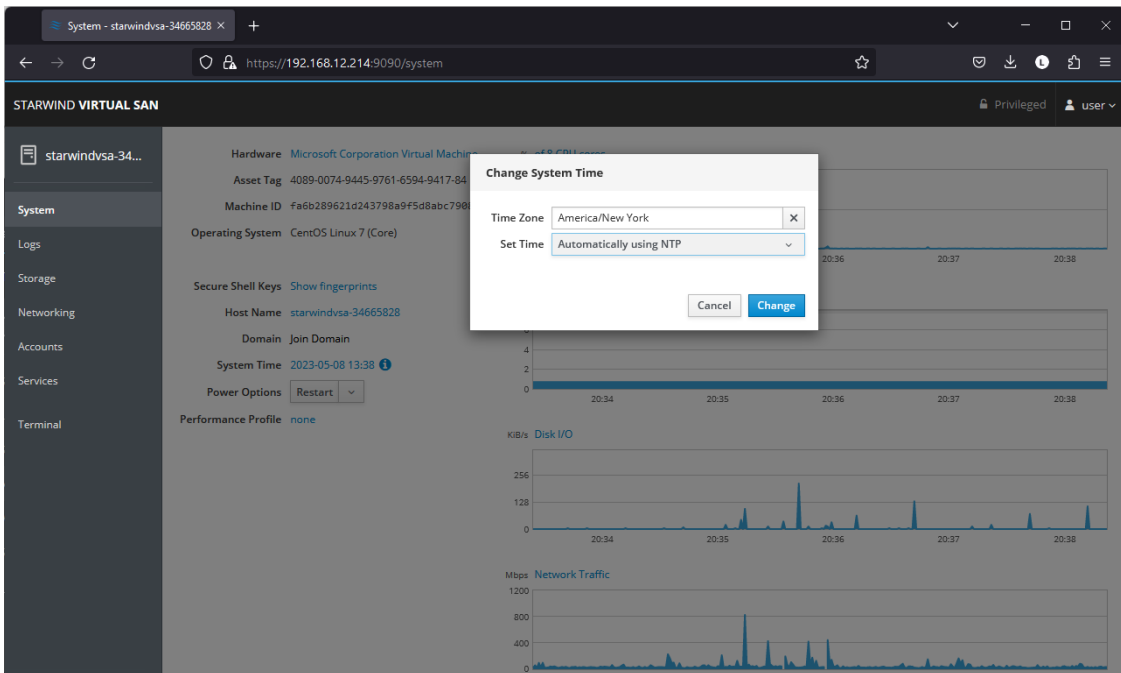 System - starwindvsa-34665828
https://192.168.12.214:9090/system
STARWIND VIRTUAL SAN
Privileged
user
starwindvsa-34...
System
Logs
Storage
Networking
Accounts
Services
Terminal
Hardware Microsoft Corporation Virtual Machine
Asset Tag 4089-0074-9445-9761-6594-9417-84
Machine ID fa6b289621d243798a9f5d8abc790
Operating System CentOS Linux 7 (Core)
Secure Shell Keys Show fingerprints
Host Name starwindvsa-34665828
Domain Join Domain
System Time 2023-05-08 13:38
Power Options Restart
Performance Profile none
% of 8 CPU cores
Change System Time
Time Zone America/New York
Set Time Automatically using NTP
Cancel Change
20:36 20:37 20:38
4
2
0
20:34 20:35 20:36 20:37 20:38
KiB/s Disk I/O
256
128
0
20:34 20:35 20:36 20:37 20:38
Mbps Network Traffic
1200
800
400
0